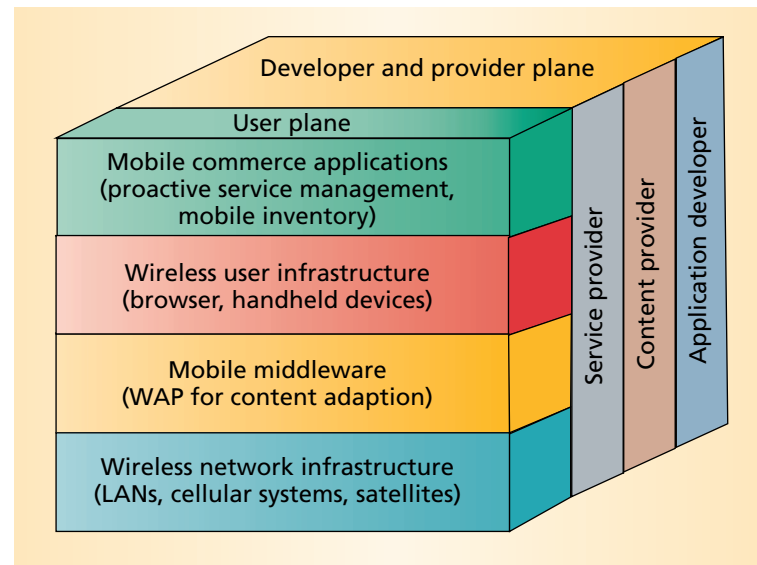 Developer and provider plane
User plane
Mobile commerce applications
(proactive service management,
mobile inventory)
Wireless user infrastructure
(browser, handheld devices)
Mobile middleware
(WAP for content adaption)
Wireless network infrastructure
(LANs, cellular systems, satellites)
Service provider
Content provider
Application developer